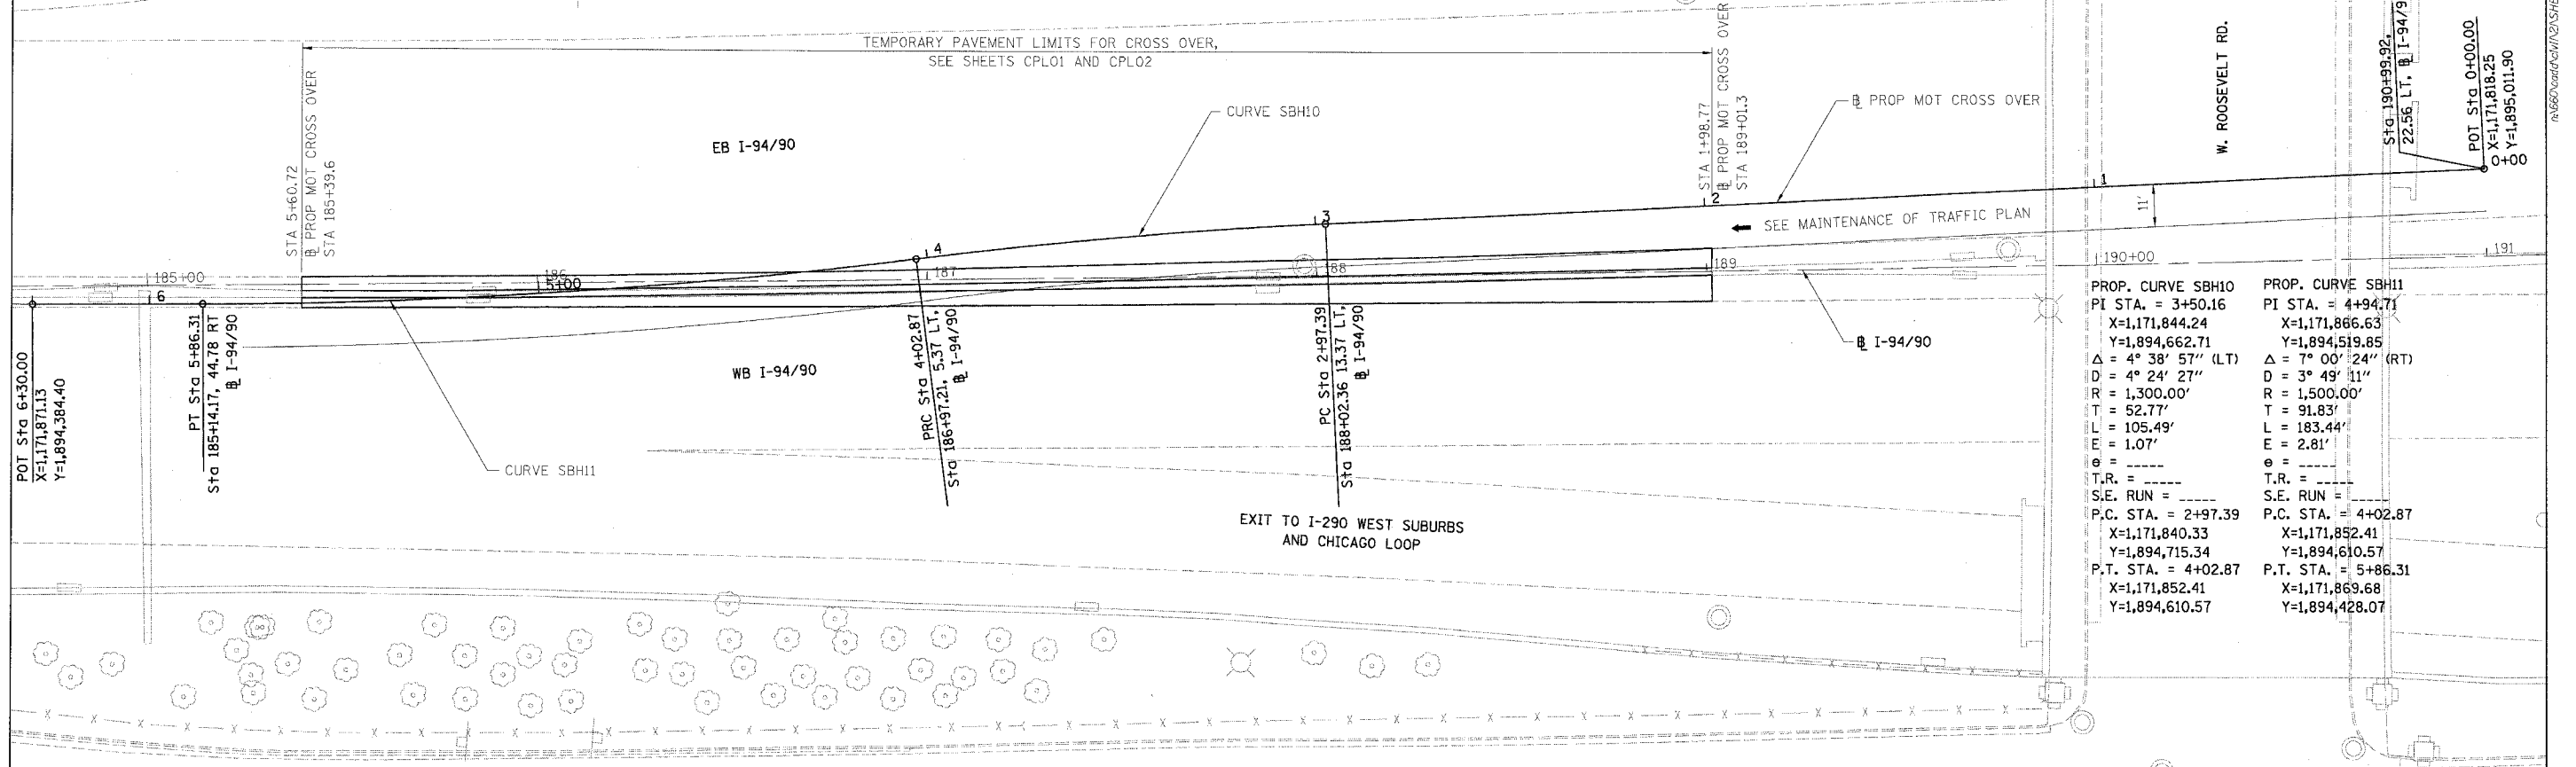 TEMPORARY PAVEMENT LIMITS FOR CROSS OVER,
SEE SHEETS CPL01 AND CPL02
STA 5+60.72
℄ PROP MOT CROSS OVER
STA 185+39.6
EB I-94/90
CURVE SBH10
STA 1+98.77
℄ PROP MOT CROSS OVER
STA 189+01.3
℄ PROP MOT CROSS OVER
W. ROOSEVELT RD.
Sta 190+99.92,
22.56 LT, ℄ I-94/9
POT Sta 0+00.00
X=1,171,818.25
Y=1,895,011.90
0+00
1
2
3
4
5+00
6
11'
SEE MAINTENANCE OF TRAFFIC PLAN
185+00
186
187
188
189
190+00
191
POT Sta 6+30.00
X=1,171,871.13
Y=1,894,384.40
PT Sta 5+86.31
Sta 185+14.17, 44.78 RT
℄ I-94/90
CURVE SBH11
WB I-94/90
PRC Sta 4+02.87
Sta 186+97.21, 5.37 LT,
℄ I-94/90
PC Sta 2+97.39
Sta 188+02.36 13.37 LT,
℄ I-94/90
℄ I-94/90
EXIT TO I-290 WEST SUBURBS
AND CHICAGO LOOP
PROP. CURVE SBH10
PI STA. = 3+50.16
X=1,171,844.24
Y=1,894,662.71
Δ = 4° 38' 57" (LT)
D = 4° 24' 27"
R = 1,300.00'
T = 52.77'
L = 105.49'
E = 1.07'
e = _____
T.R. = _____
S.E. RUN = _____
P.C. STA. = 2+97.39
X=1,171,840.33
Y=1,894,715.34
P.T. STA. = 4+02.87
X=1,171,852.41
Y=1,894,610.57
PROP. CURVE SBH11
PI STA. = 4+94.71
X=1,171,866.63
Y=1,894,519.85
Δ = 7° 00' 24" (RT)
D = 3° 49' 11"
R = 1,500.00'
T = 91.83'
L = 183.44'
E = 2.81'
e = _____
T.R. = _____
S.E. RUN = _____
P.C. STA. = 4+02.87
X=1,171,852.41
Y=1,894,610.57
P.T. STA. = 5+86.31
X=1,171,869.68
Y=1,894,428.07